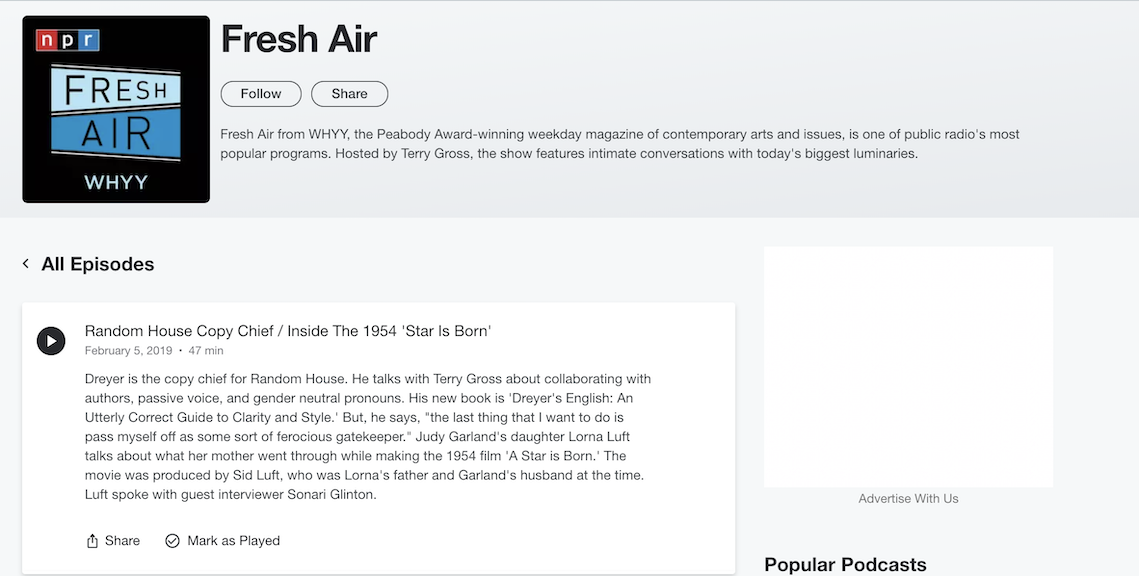 npr
FRESH
AIR
WHYY
Fresh Air
Follow
Share
Fresh Air from WHYY, the Peabody Award-winning weekday magazine of contemporary arts and issues, is one of public radio's most
popular programs. Hosted by Terry Gross, the show features intimate conversations with today's biggest luminaries.
All Episodes
Random House Copy Chief / Inside The 1954 'Star Is Born'
February 5, 2019 • 47 min
Dreyer is the copy chief for Random House. He talks with Terry Gross about collaborating with
authors, passive voice, and gender neutral pronouns. His new book is 'Dreyer's English: An
Utterly Correct Guide to Clarity and Style.' But, he says, "the last thing that I want to do is
pass myself off as some sort of ferocious gatekeeper." Judy Garland's daughter Lorna Luft
talks about what her mother went through while making the 1954 film 'A Star is Born.' The
movie was produced by Sid Luft, who was Lorna's father and Garland's husband at the time.
Luft spoke with guest interviewer Sonari Glinton.
Share
Mark as Played
Advertise With Us
Popular Podcasts